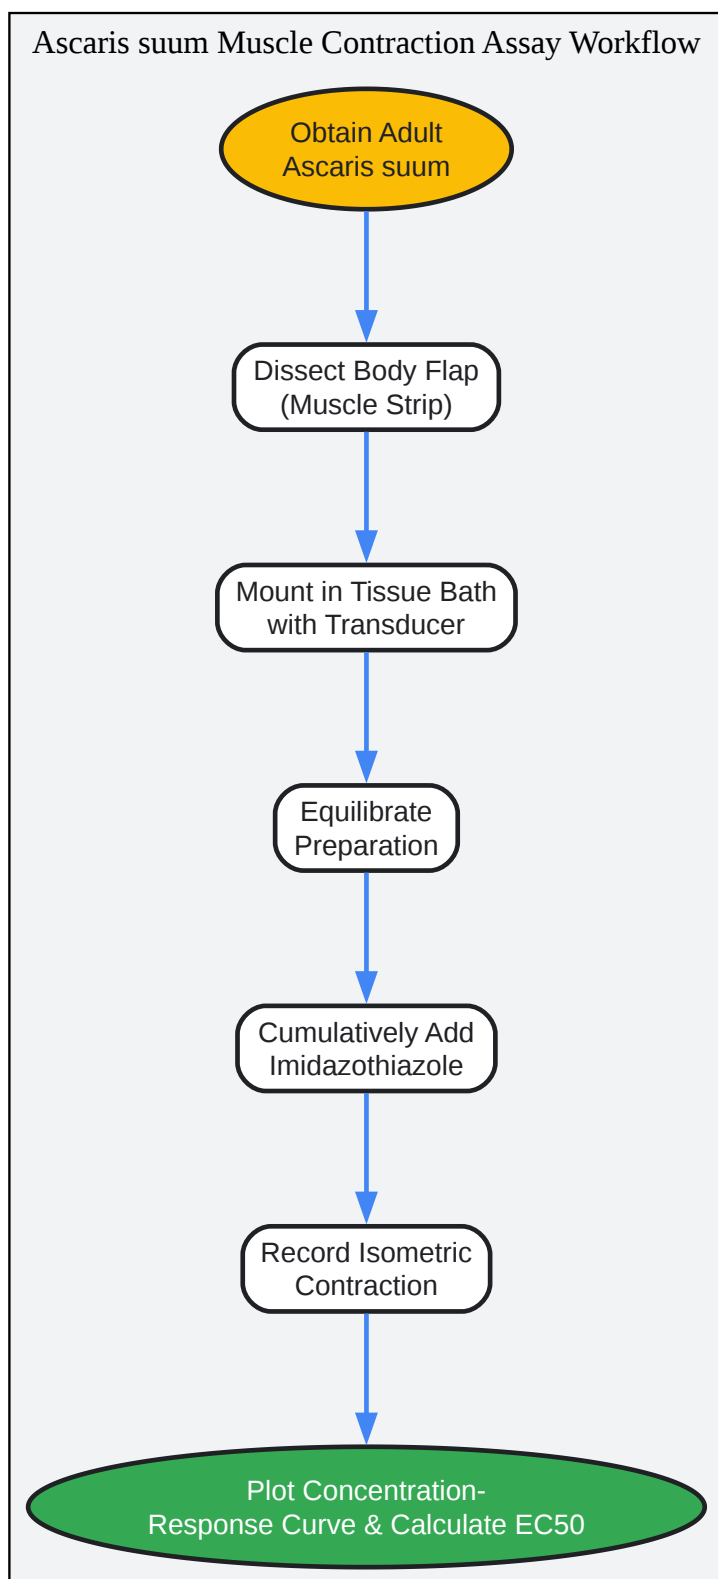 Ascaris suum Muscle Contraction Assay Workflow
Obtain Adult
Ascaris suum
Dissect Body Flap
(Muscle Strip)
Mount in Tissue Bath
with Transducer
Equilibrate
Preparation
Cumulatively Add
Imidazothiazole
Record Isometric
Contraction
Plot Concentration-
Response Curve & Calculate EC50